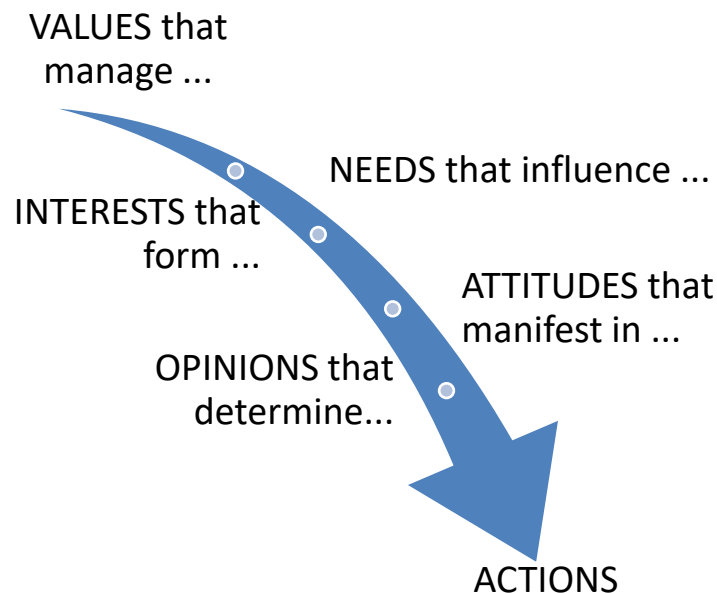 VALUES that
manage ...
NEEDS that influence ...
INTERESTS that
form ...
ATTITUDES that
manifest in ...
OPINIONS that
determine...
ACTIONS